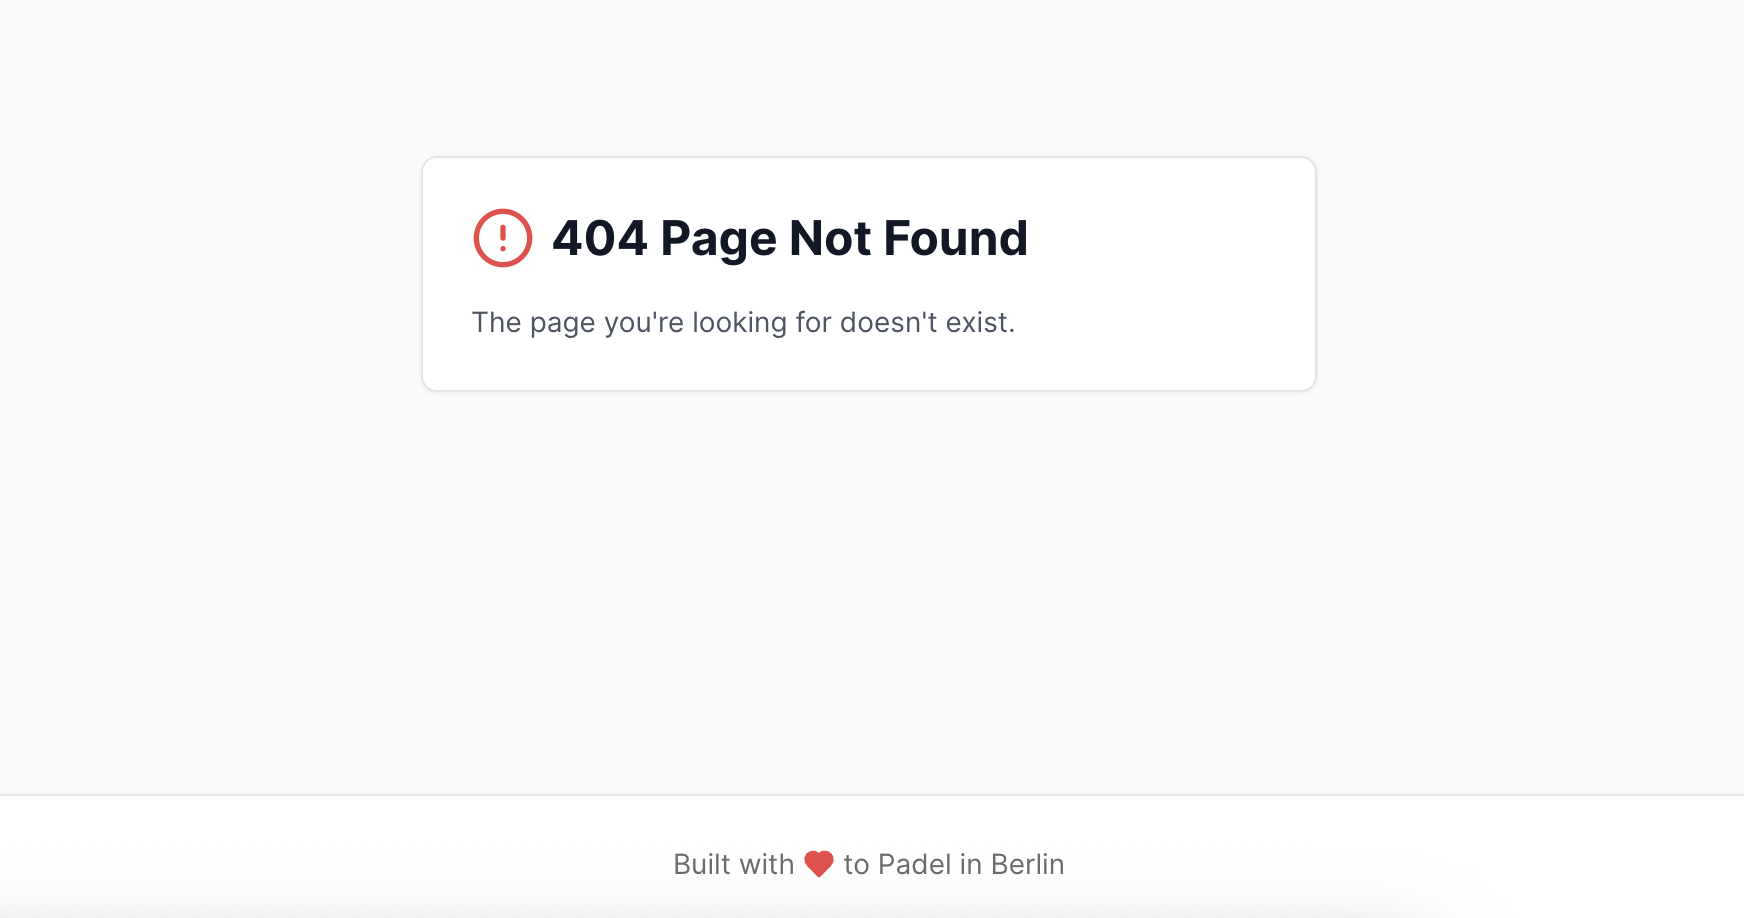 404 Page Not Found
The page you're looking for doesn't exist.
Built with ❤ to Padel in Berlin